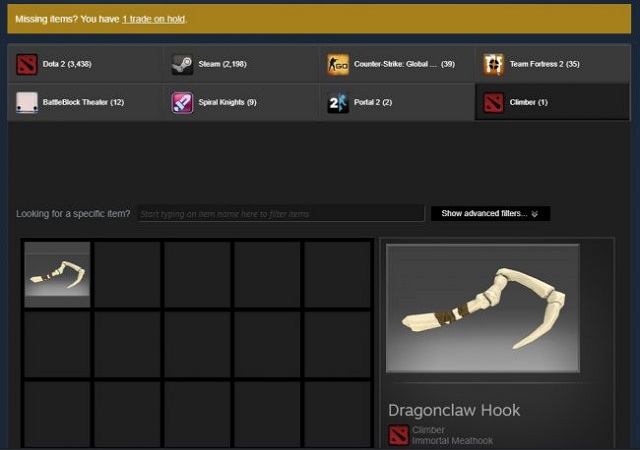 Missing items? You have 1 trade on hold.
Dota 2 (3,438)
Steam (2,198)
Counter-Strike: Global ... (39)
Team Fortress 2 (35)
BattleBlock Theater (12)
Spiral Knights (9)
Portal 2 (2)
Climber (1)
Looking for a specific item?
Start typing an item name here to filter items
Show advanced filters...
Dragonclaw Hook
Climber
Immortal Meathook